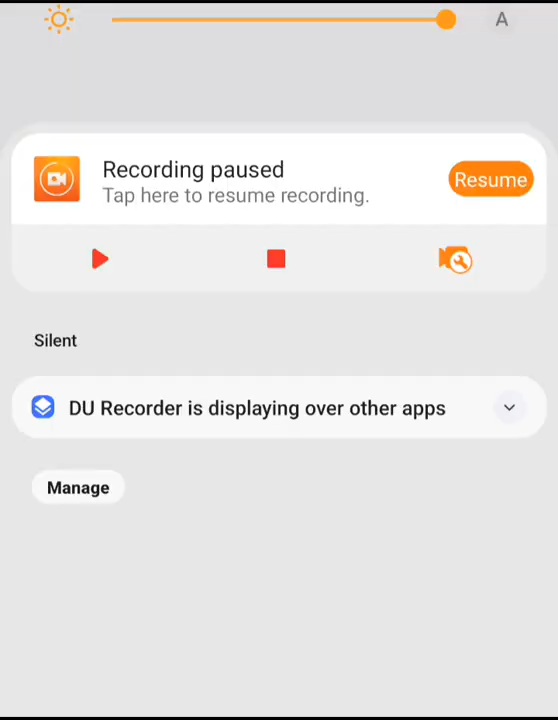 A
Recording paused
Tap here to resume recording.
Resume
Silent
DU Recorder is displaying over other apps
Manage